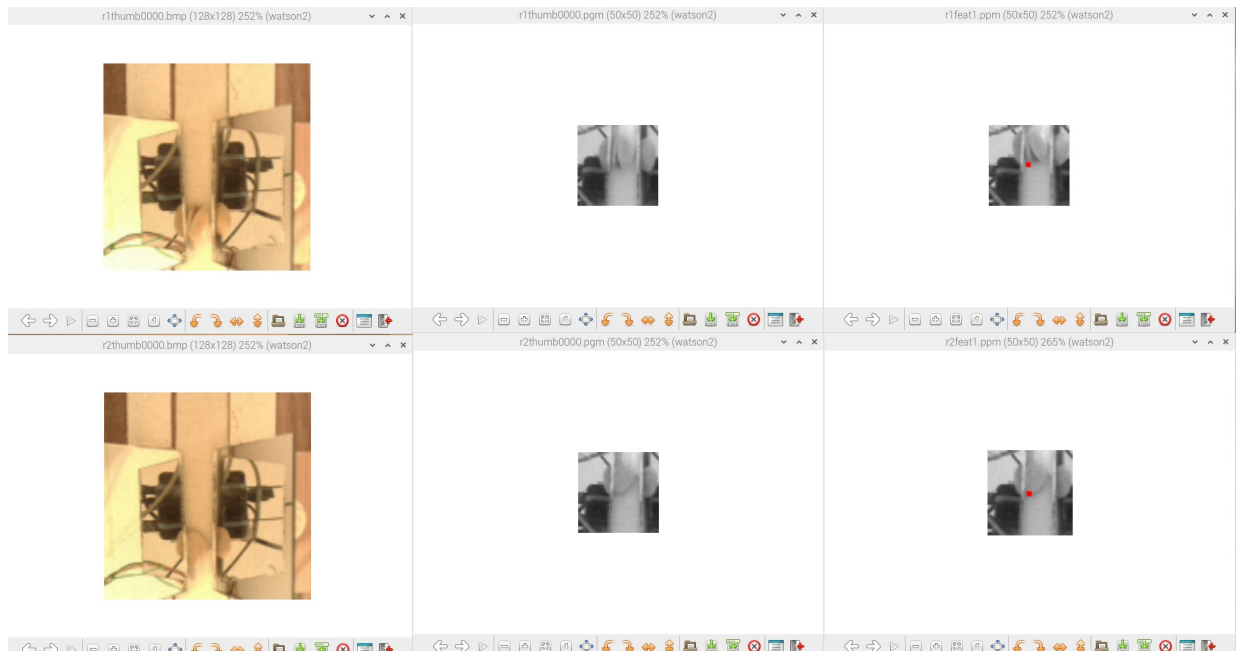 r1thumb0000.bmp (128x128) 252% (watson2)
r1thumb0000.pgm (50x50) 252% (watson2)
r1feat1.ppm (50x50) 252% (watson2)
r2thumb0000.bmp (128x128) 252% (watson2)
r2thumb0000.pgm (50x50) 252% (watson2)
r2feat1.ppm (50x50) 265% (watson2)